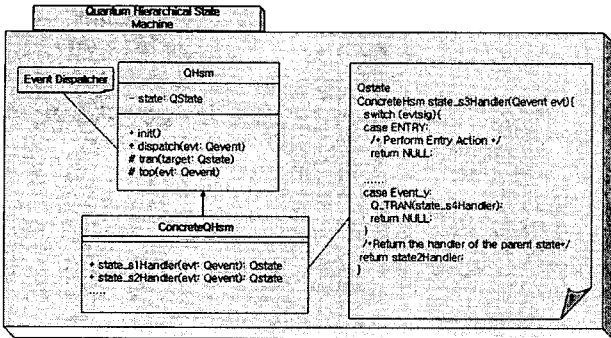 Quantum Hierarchical State
Machine
Event Dispatcher
QHsm
- state: QState
+ init()
+ dispatch(evt: Qevent)
# tran(target: Qstate)
# top(evt: Qevent)
ConcreteQHsm
+ state_s1Handler(evt: Qevent): Qstate
+ state_s2Handler(evt: Qevent): Qstate
.....
Qstate
ConcreteHsm state_s3Handler(Qevent evt){
switch (evtsig){
case ENTRY:
/* Perform Entry Action */
return NULL;
......
case Event_y:
Q_TRAN(state_s4Handler);
return NULL;
}
/*Return the handler of the parent state*/
return state2Handler;
}